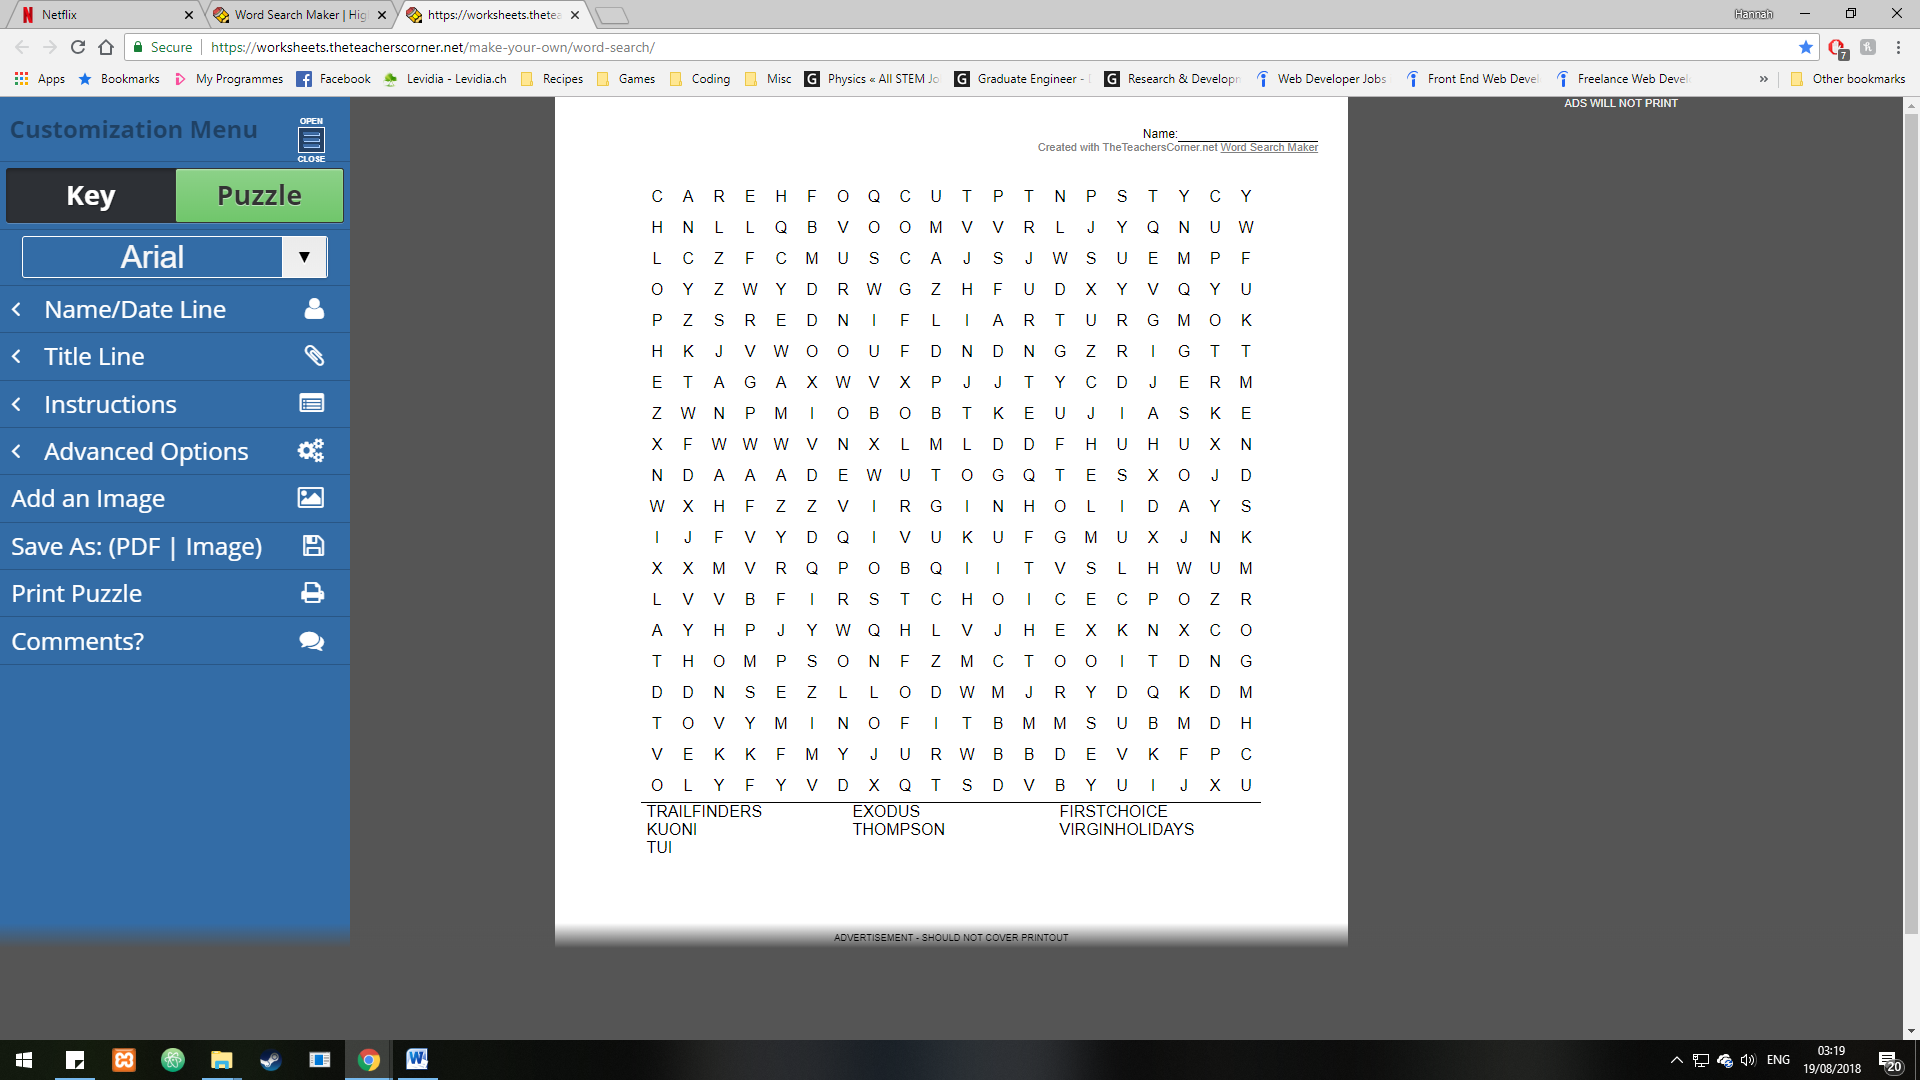 Netflix
Word Search Maker | Hig
https://worksheets.thetea
Hannah
Secure https://worksheets.theteacherscorner.net/make-your-own/word-search/
7
Apps Bookmarks My Programmes Facebook Levidia - Levidia.ch Recipes Games Coding Misc Physics « All STEM Jo Graduate Engineer - Research & Developm Web Developer Jobs Front End Web Devel Freelance Web Devel » Other bookmarks
Customization Menu
OPEN
CLOSE
Key Puzzle
Arial
Name/Date Line
Title Line
Instructions
Advanced Options
Add an Image
Save As: (PDF | Image)
Print Puzzle
Comments?
ADS WILL NOT PRINT
Name:
Created with TheTeachersCorner.net Word Search Maker
C A R E H F O Q C U T P T N P S T Y C Y
H N L L Q B V O O M V V R L J Y Q N U W
L C Z F C M U S C A J S J W S U E M P F
O Y Z W Y D R W G Z H F U D X Y V Q Y U
P Z S R E D N I F L I A R T U R G M O K
H K J V W O O U F D N D N G Z R I G T T
E T A G A X W V X P J J T Y C D J E R M
Z W N P M I O B O B T K E U J I A S K E
X F W W W V N X L M L D D F H U H U X N
N D A A A D E W U T O G Q T E S X O J D
W X H F Z Z V I R G I N H O L I D A Y S
I J F V Y D Q I V U K U F G M U X J N K
X X M V R Q P O B Q I I T V S L H W U M
L V V B F I R S T C H O I C E C P O Z R
A Y H P J Y W Q H L V J H E X K N X C O
T H O M P S O N F Z M C T O O I T D N G
D D N S E Z L L O D W M J R Y D Q K D M
T O V Y M I N O F I T B M M S U B M D H
V E K K F M Y J U R W B B D E V K F P C
O L Y F Y V D X Q T S D V B Y U I J X U
TRAILFINDERS EXODUS FIRSTCHOICE
KUONI THOMPSON VIRGINHOLIDAYS
TUI
ADVERTISEMENT - SHOULD NOT COVER PRINTOUT
ENG
03:19
19/08/2018
20